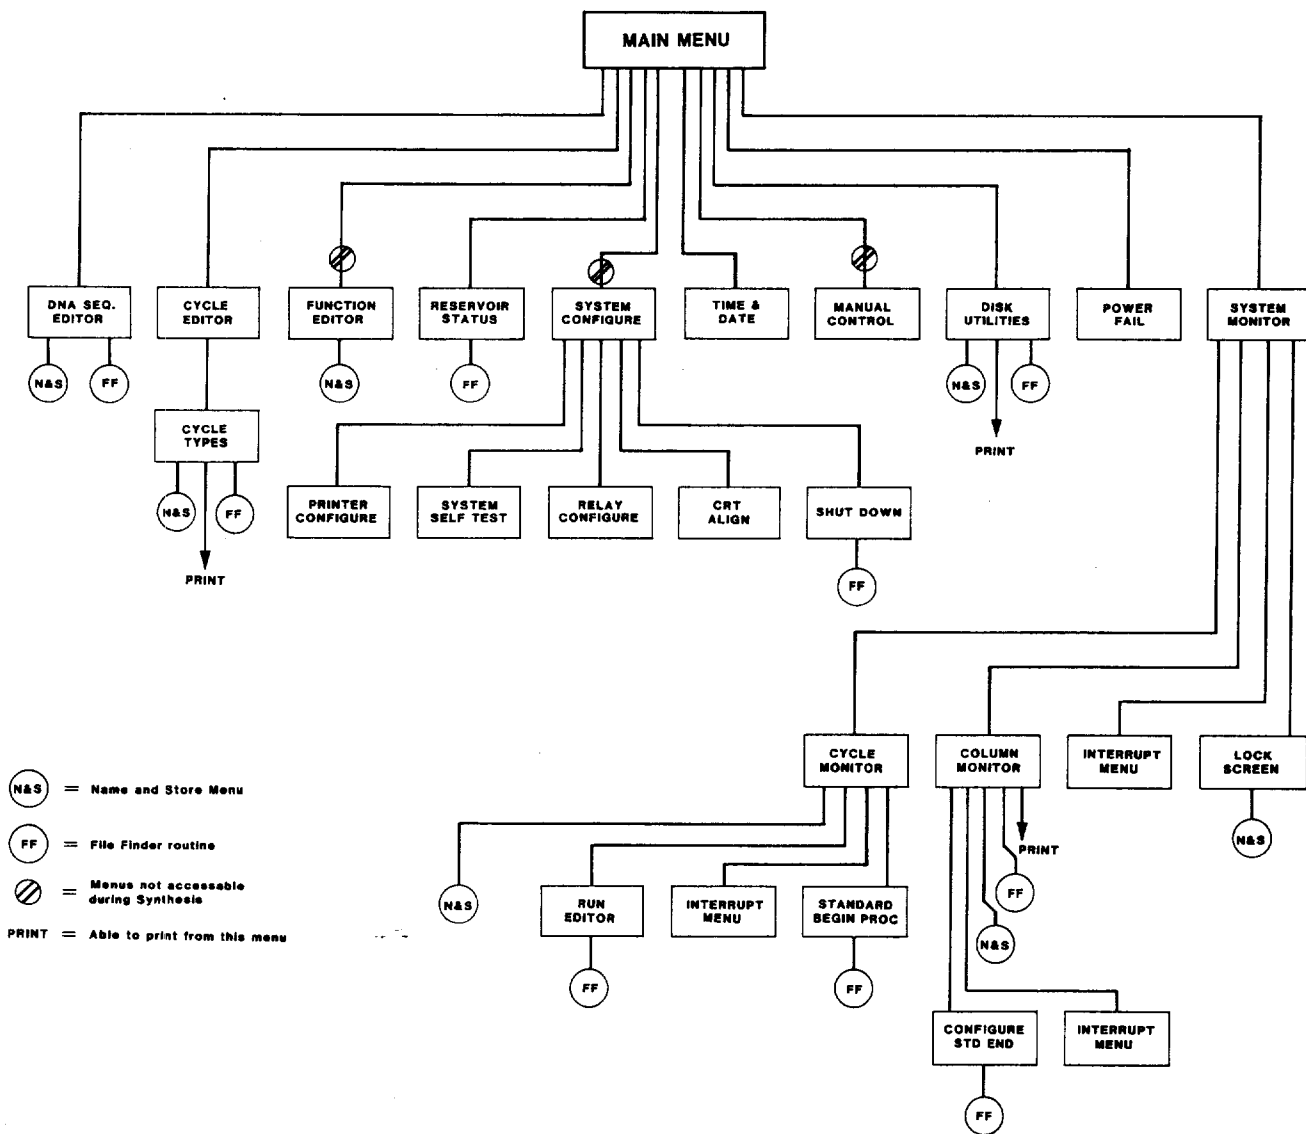 MAIN MENU
DNA SEQ.
EDITOR
CYCLE
EDITOR
FUNCTION
EDITOR
RESERVOIR
STATUS
SYSTEM
CONFIGURE
TIME &
DATE
MANUAL
CONTROL
DISK
UTILITIES
POWER
FAIL
SYSTEM
MONITOR
N&S
FF
N&S
FF
N&S
FF
PRINT
CYCLE
TYPES
N&S
FF
PRINT
PRINTER
CONFIGURE
SYSTEM
SELF TEST
RELAY
CONFIGURE
CRT
ALIGN
SHUT DOWN
FF
CYCLE
MONITOR
COLUMN
MONITOR
INTERRUPT
MENU
LOCK
SCREEN
N&S
RUN
EDITOR
FF
INTERRUPT
MENU
STANDARD
BEGIN PROC
FF
PRINT
FF
N&S
N&S
CONFIGURE
STD END
FF
INTERRUPT
MENU
N&S = Name and Store Menu
FF = File Finder routine
= Menus not accessable
during Synthesis
PRINT = Able to print from this menu